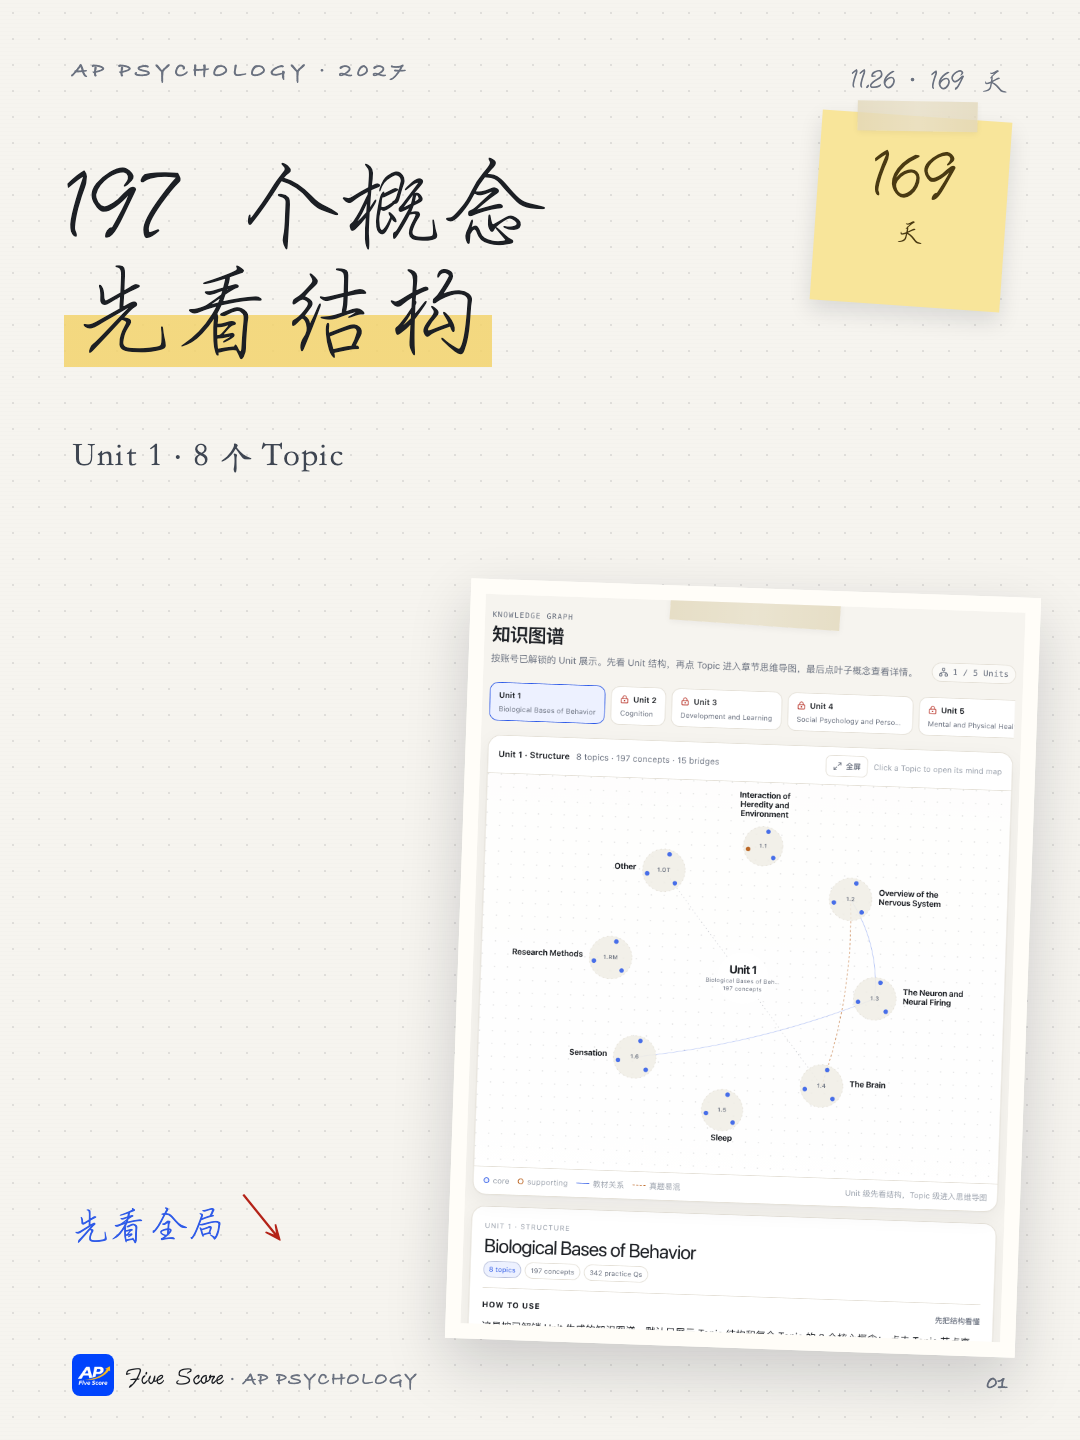 AP PSYCHOLOGY · 2027
11.26 · 169 天
169
天
197 个概念
先看结构
Unit 1 · 8 个 Topic
KNOWLEDGE GRAPH
知识图谱
按账号已解锁的 Unit 展示。先看 Unit 结构，再点 Topic 进入章节思维导图，最后点叶子概念查看详情。
1 / 5 Units
Unit 1
Biological Bases of Behavior
Unit 2
Cognition
Unit 3
Development and Learning
Unit 4
Social Psychology and Perso...
Unit 5
Mental and Physical Heal
Unit 1 · Structure 8 topics · 197 concepts · 15 bridges
全屏
Click a Topic to open its mind map
Interaction of
Heredity and
Environment
1.1
Other
1.OT
1.2
Overview of the
Nervous System
Research Methods
1.RM
Unit 1
Biological Bases of Beh...
197 concepts
1.3
The Neuron and
Neural Firing
Sensation
1.6
1.4
The Brain
1.5
Sleep
core
supporting
教材关系
真题意图
Unit 级先看结构，Topic 级进入思维导图
UNIT 1 · STRUCTURE
Biological Bases of Behavior
8 topics
197 concepts
342 practice Qs
HOW TO USE
先把结构看懂
先看全局
AP
Five Score
Five Score · AP PSYCHOLOGY
01